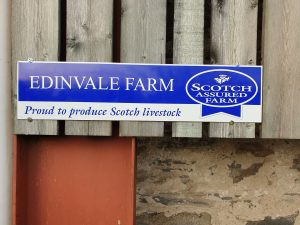 EDINVALE FARM
Proud to produce Scotch livestock
SCOTCH
ASSURED
FARM